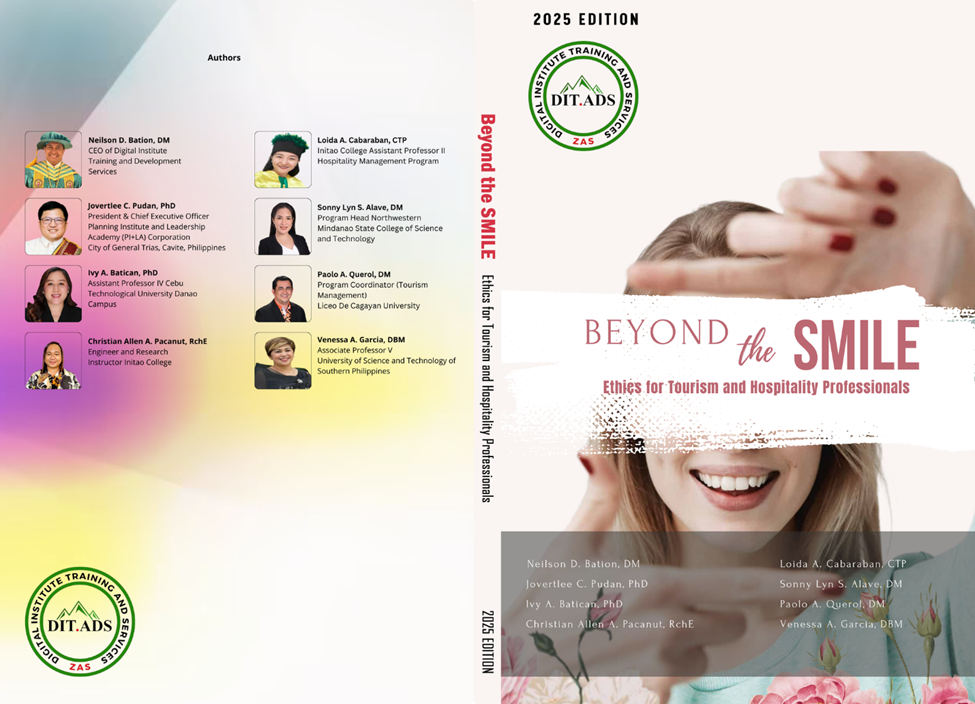 Authors
Neilson D. Bation, DM
CEO of Digital Institute
Training and Development
Services
Jovertlee C. Pudan, PhD
President & Chief Executive Officer
Planning Institute and Leadership
Academy (PI+LA) Corporation
City of General Trias, Cavite, Philippines
Ivy A. Batican, PhD
Assistant Professor IV Cebu
Technological University Danao
Campus
Christian Allen A. Pacanut, RchE
Engineer and Research
Instructor Initao College
Loida A. Cabaraban, CTP
Initao College Assistant Professor II
Hospitality Management Program
Sonny Lyn S. Alave, DM
Program Head Northwestern
Mindanao State College of Science
and Technology
Paolo A. Querol, DM
Program Coordinator (Tourism
Management)
Liceo De Cagayan University
Venessa A. Garcia, DBM
Associate Professor V
University of Science and Technology of
Southern Philippines
DIGITAL INSTITUTE TRAINING AND SERVICES
DIT.ADS
ZAS
Beyond the SMILE
Ethics for Tourism and Hospitality Professionals
2025 EDITION
2025 EDITION
DIGITAL INSTITUTE TRAINING AND SERVICES
DIT.ADS
ZAS
BEYOND the SMILE
Ethics for Tourism and Hospitality Professionals
Neilson D. Bation, DM
Jovertlee C. Pudan, PhD
Ivy A. Batican, PhD
Christian Allen A. Pacanut, RchE
Loida A. Cabaraban, CTP
Sonny Lyn S. Alave, DM
Paolo A. Querol, DM
Venessa A. Garcia, DBM